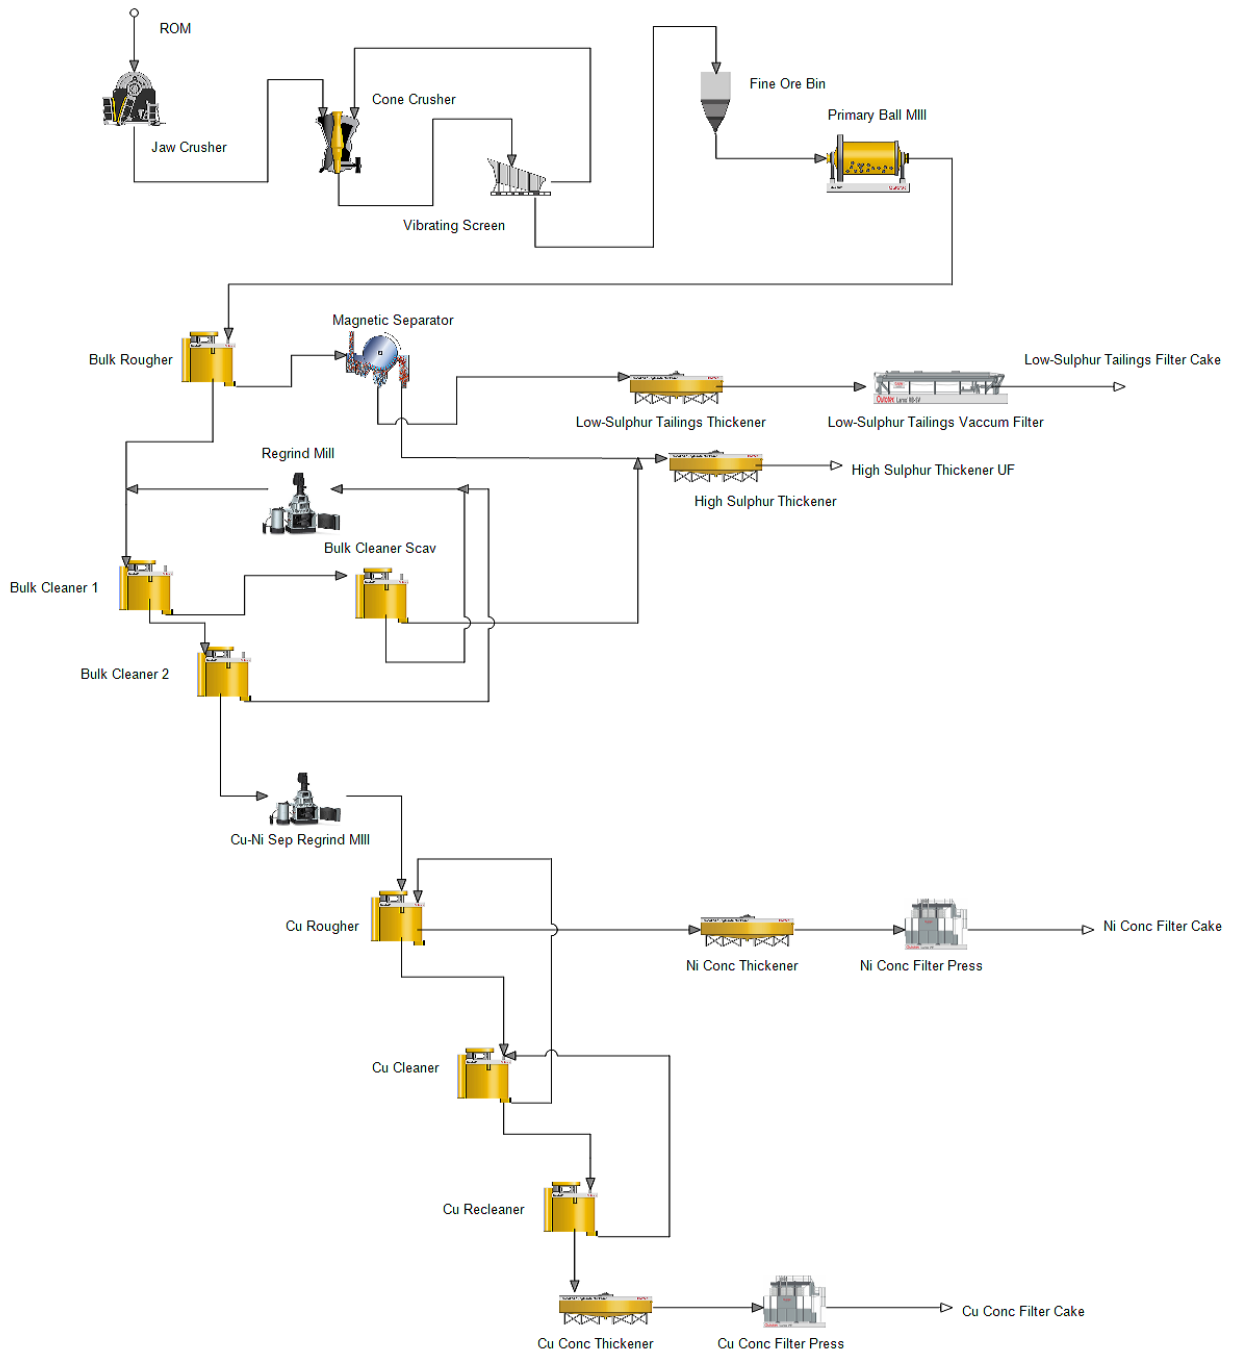 ROM
Jaw Crusher
Cone Crusher
Vibrating Screen
Fine Ore Bin
Primary Ball MIll
Bulk Rougher
Magnetic Separator
Low-Sulphur Tailings Thickener
Low-Sulphur Tailings Vaccum Filter
Low-Sulphur Tailings Filter Cake
High Sulphur Thickener
High Sulphur Thickener UF
Regrind Mill
Bulk Cleaner Scav
Bulk Cleaner 1
Bulk Cleaner 2
Cu-Ni Sep Regrind MIll
Cu Rougher
Ni Conc Thickener
Ni Conc Filter Press
Ni Conc Filter Cake
Cu Cleaner
Cu Recleaner
Cu Conc Thickener
Cu Conc Filter Press
Cu Conc Filter Cake